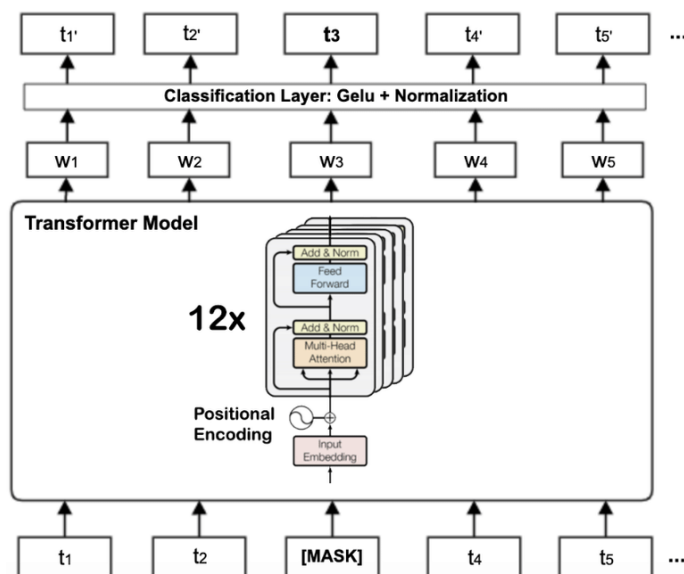 t1' t2' t3 t4' t5' ...
Classification Layer: Gelu + Normalization
w1 w2 w3 w4 w5
Transformer Model
Add & Norm
Feed
Forward
12x
Add & Norm
Multi-Head
Attention
Positional
Encoding
Input
Embedding
t1 t2 [MASK] t4 t5 ...